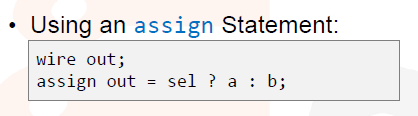 • Using an assign Statement:
wire out;
assign out = sel ? a : b;